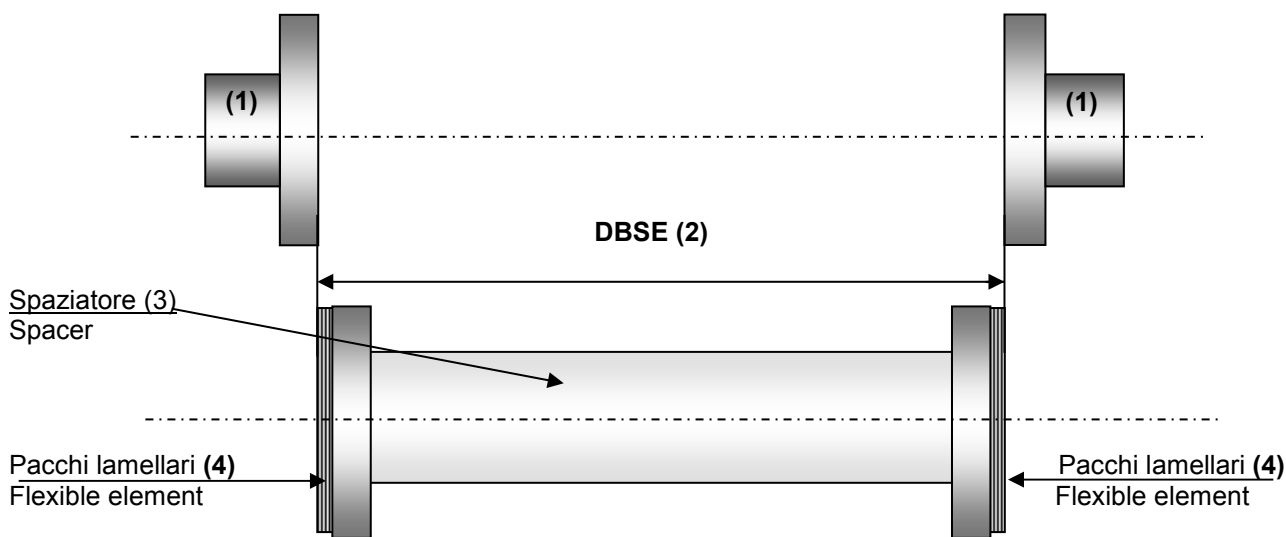 (1)
(1)
DBSE (2)
Spaziatore (3)
Spacer
Pacchi lamellari (4)
Flexible element
Pacchi lamellari (4)
Flexible element